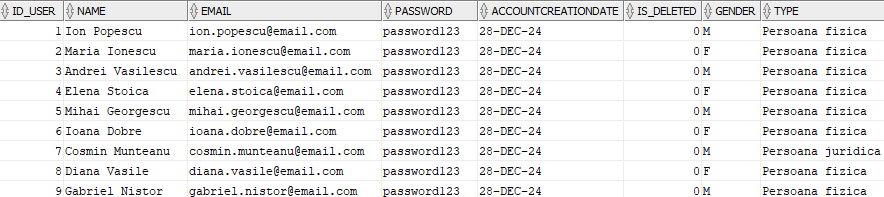 ID_USER NAME EMAIL PASSWORD ACCOUNTCREATIONDATE IS_DELETED GENDER TYPE
1 Ion Popescu ion.popescu@email.com password123 28-DEC-24 0 M Persoana fizica
2 Maria Ionescu maria.ionescu@email.com password123 28-DEC-24 0 F Persoana fizica
3 Andrei Vasilescu andrei.vasilescu@email.com password123 28-DEC-24 0 M Persoana fizica
4 Elena Stoica elena.stoica@email.com password123 28-DEC-24 0 F Persoana fizica
5 Mihai Georgescu mihai.georgescu@email.com password123 28-DEC-24 0 M Persoana fizica
6 Ioana Dobre ioana.dobre@email.com password123 28-DEC-24 0 F Persoana fizica
7 Cosmin Munteanu cosmin.munteanu@email.com password123 28-DEC-24 0 M Persoana juridica
8 Diana Vasile diana.vasile@email.com password123 28-DEC-24 0 F Persoana fizica
9 Gabriel Nistor gabriel.nistor@email.com password123 28-DEC-24 0 M Persoana fizica